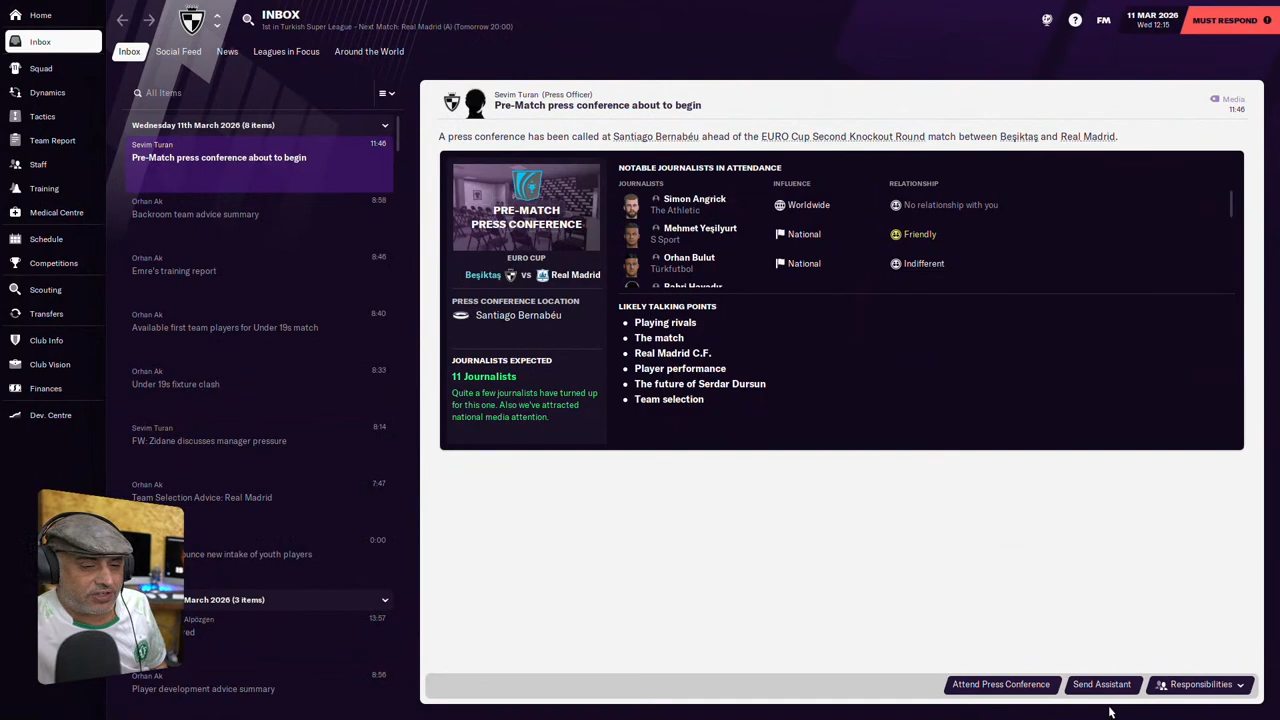 Home
Inbox
Squad
Dynamics
Tactics
Team Report
Staff
Training
Medical Centre
Schedule
Competitions
Scouting
Transfers
Club Info
Club Vision
Finances
Dev. Centre
INBOX
1st in Turkish Super League - Next Match: Real Madrid (A) (Tomorrow 20:00)
FM
11 MAR 2026
Wed 12:15
MUST RESPOND
Inbox
Social Feed
News
Leagues in Focus
Around the World
All Items
Wednesday 11th March 2026 (8 items)
Sevim Turan
11:46
Pre-Match press conference about to begin
Orhan Ak
8:58
Backroom team advice summary
Orhan Ak
8:46
Emre's training report
Orhan Ak
8:40
Available first team players for Under 19s match
Orhan Ak
8:33
Under 19s fixture clash
Sevim Turan
8:14
FW: Zidane discusses manager pressure
Orhan Ak
7:47
Team Selection Advice: Real Madrid
0:00
ounce new intake of youth players
March 2026 (3 items)
Alpözgen
13:57
red
Orhan Ak
8:56
Player development advice summary
Sevim Turan (Press Officer)
Pre-Match press conference about to begin
Media
11:46
A press conference has been called at Santiago Bernabéu ahead of the EURO Cup Second Knockout Round match between Beşiktaş and Real Madrid.
PRE-MATCH
PRESS CONFERENCE
EURO CUP
Beşiktaş VS Real Madrid
PRESS CONFERENCE LOCATION
Santiago Bernabéu
JOURNALISTS EXPECTED
11 Journalists
Quite a few journalists have turned up
for this one. Also we've attracted
national media attention.
NOTABLE JOURNALISTS IN ATTENDANCE
JOURNALISTS
INFLUENCE
RELATIONSHIP
Simon Angrick
The Athletic
Worldwide
No relationship with you
Mehmet Yeşilyurt
S Sport
National
Friendly
Orhan Bulut
Türkfutbol
National
Indifferent
LIKELY TALKING POINTS
Playing rivals
The match
Real Madrid C.F.
Player performance
The future of Serdar Dursun
Team selection
Attend Press Conference
Send Assistant
Responsibilities